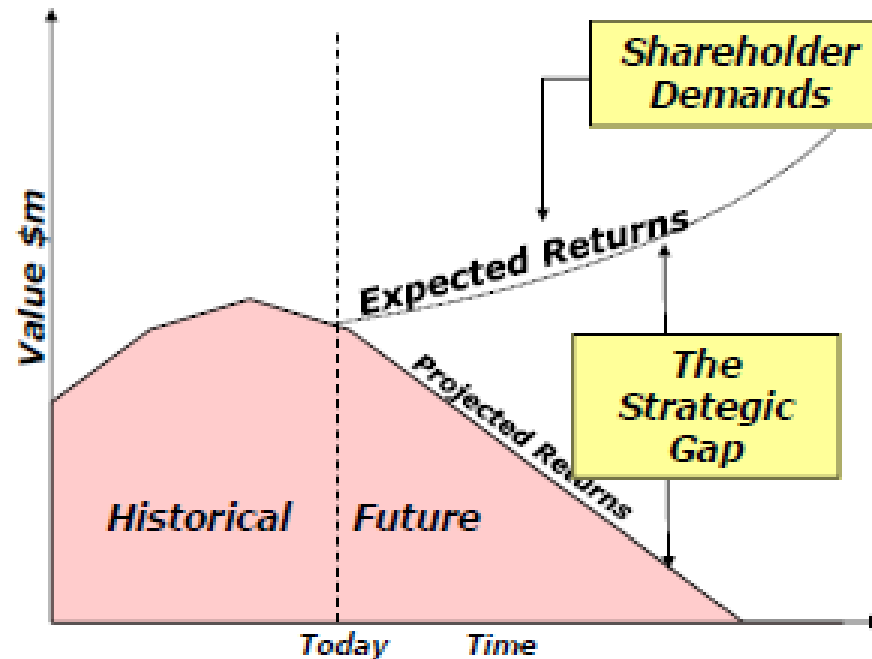 Shareholder
Demands
Value $m
Expected Returns
The
Strategic
Gap
Projected Returns
Historical
Future
Today
Time